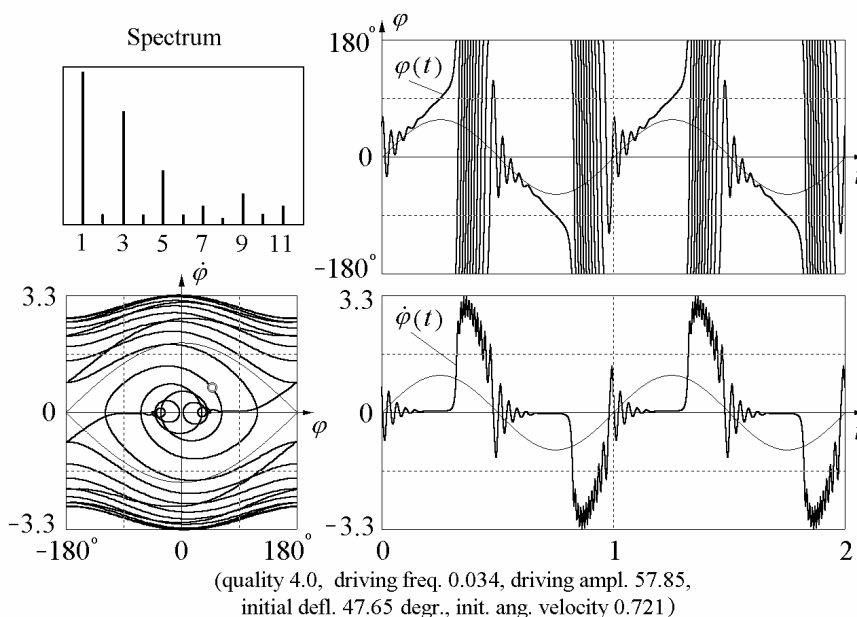 Spectrum
1 3 5 7 9 11
φ
180°
φ(t)
0
−180°
t
φ̇
3.3
0
−3.3
−180° 0 180°
φ
3.3
φ̇(t)
0
−3.3
t
0 1 2
(quality 4.0, driving freq. 0.034, driving ampl. 57.85,
initial defl. 47.65 degr., init. ang. velocity 0.721)